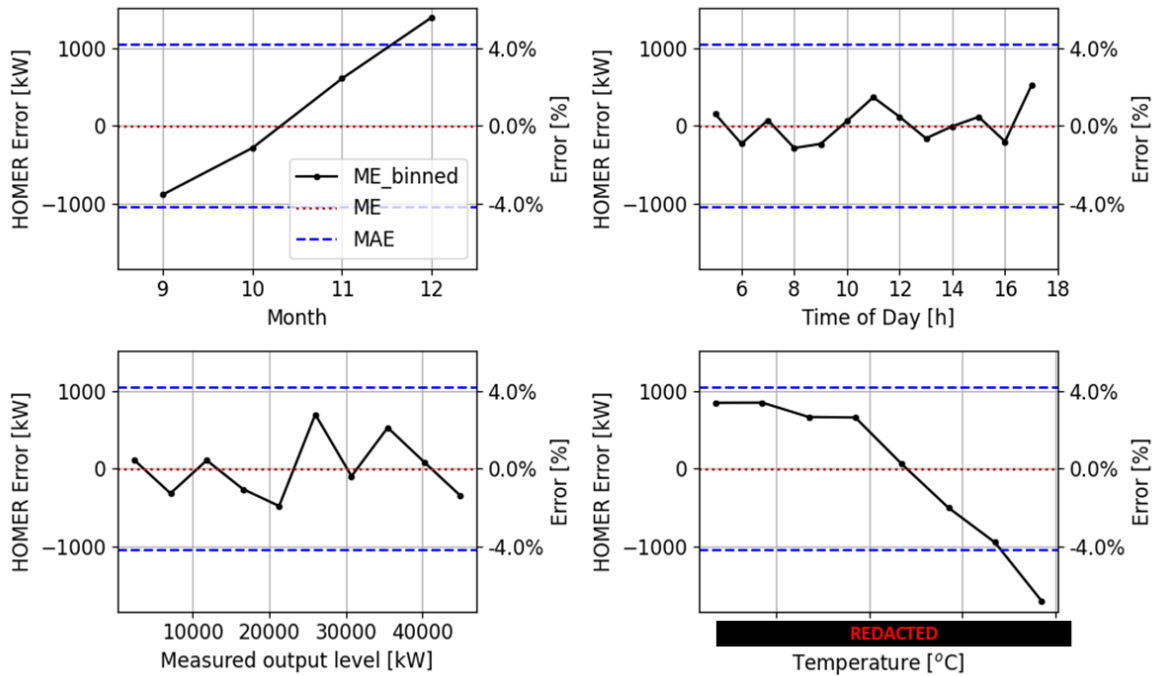 HOMER Error [kW]
1000
0
−1000
4.0%
0.0%
-4.0%
Error [%]
ME_binned
ME
MAE
9 10 11 12
Month
HOMER Error [kW]
1000
0
−1000
4.0%
0.0%
-4.0%
Error [%]
6 8 10 12 14 16 18
Time of Day [h]
HOMER Error [kW]
1000
0
−1000
4.0%
0.0%
-4.0%
Error [%]
10000 20000 30000 40000
Measured output level [kW]
HOMER Error [kW]
1000
0
−1000
4.0%
0.0%
-4.0%
Error [%]
REDACTED
Temperature [°C]